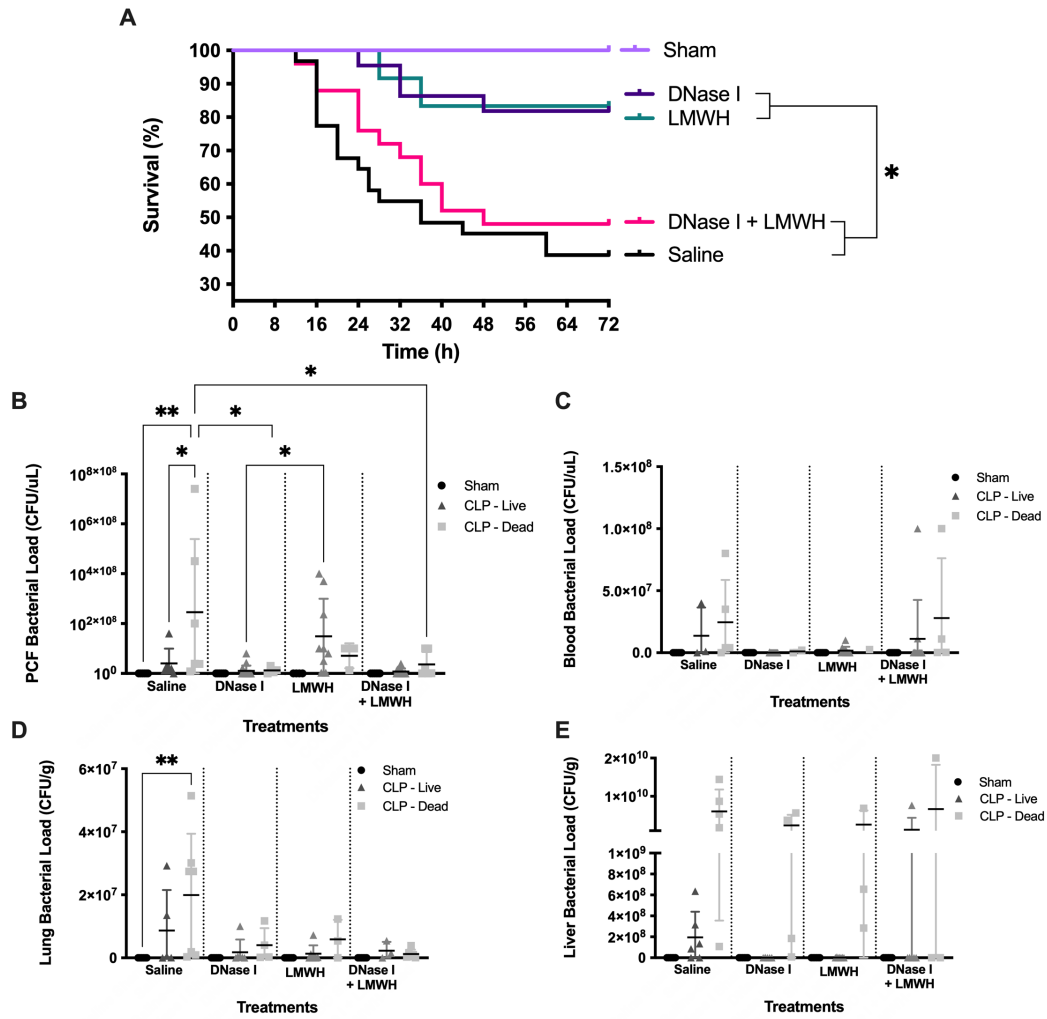 A
Survival (%)
100
90
80
70
60
50
40
30
0 8 16 24 32 40 48 56 64 72
Time (h)
Sham
DNase I
LMWH
*
DNase I + LMWH
Saline
B
*
** *
* *
PCF Bacterial Load (CFU/uL)
10^8×10^8
10^6×10^8
10^4×10^8
10^2×10^8
10^0
Saline DNase I LMWH DNase I
+ LMWH
Treatments
Sham
CLP - Live
CLP - Dead
C
Blood Bacterial Load (CFU/uL)
1.5×10^8
1.0×10^8
5.0×10^7
0.0
Saline DNase I LMWH DNase I
+ LMWH
Treatments
Sham
CLP - Live
CLP - Dead
D
**
Lung Bacterial Load (CFU/g)
6×10^7
4×10^7
2×10^7
0
Saline DNase I LMWH DNase I
+ LMWH
Treatments
Sham
CLP - Live
CLP - Dead
E
Liver Bacterial Load (CFU/g)
2×10^10
1×10^10
1×10^9
8×10^8
6×10^8
4×10^8
2×10^8
0
Saline DNase I LMWH DNase I
+ LMWH
Treatments
Sham
CLP - Live
CLP - Dead